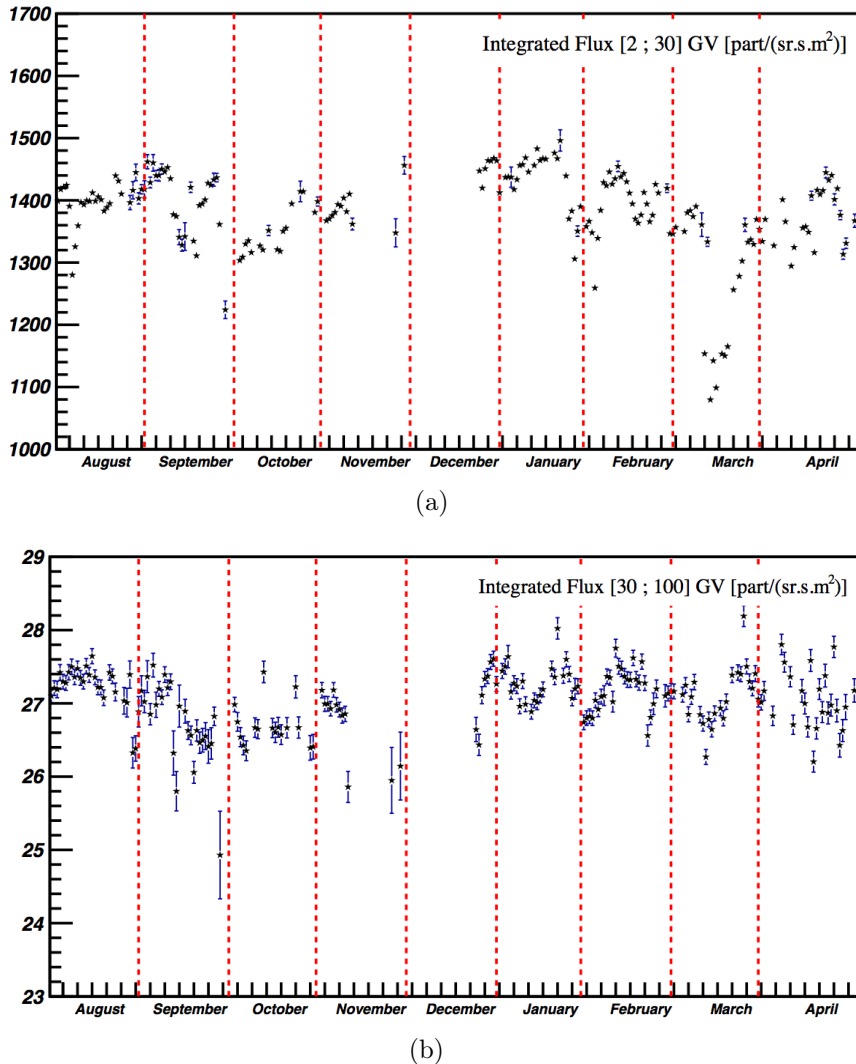 1700
Integrated Flux [2 ; 30] GV [part/(sr.s.m²)]
1600
1500
1400
1300
1200
1100
1000
August September October November December January February March April
(a)
29
Integrated Flux [30 ; 100] GV [part/(sr.s.m²)]
28
27
26
25
24
23
August September October November December January February March April
(b)